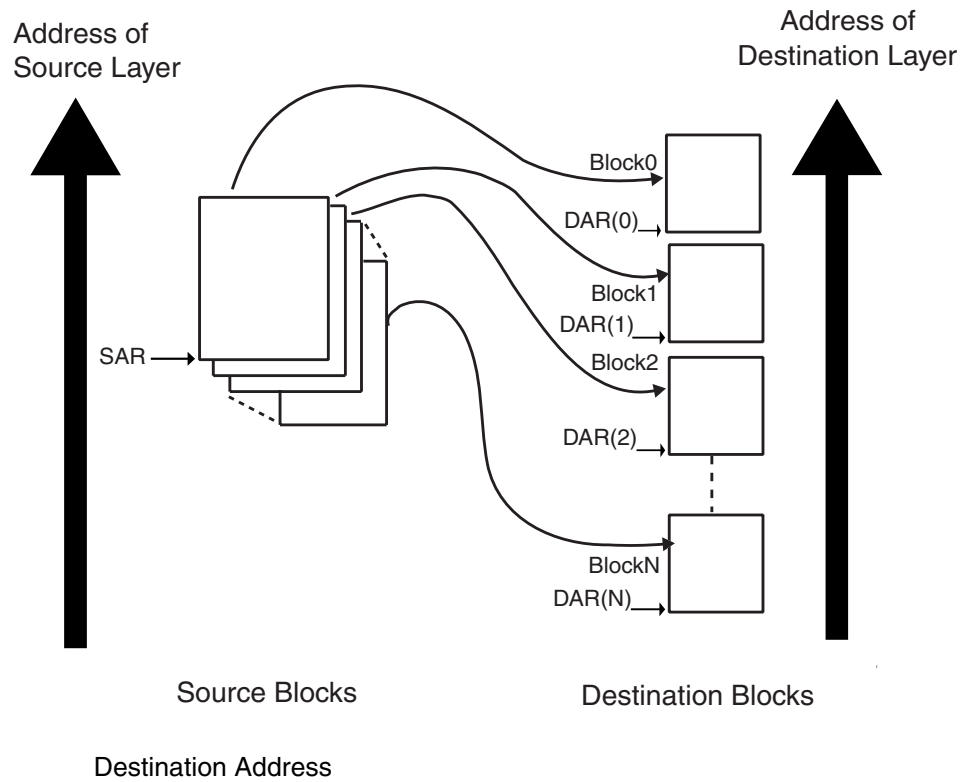 Address of
Source Layer
Address of
Destination Layer
Block0
DAR(0)
Block1
DAR(1)
SAR
Block2
DAR(2)
BlockN
DAR(N)
Source Blocks
Destination Blocks
Destination Address